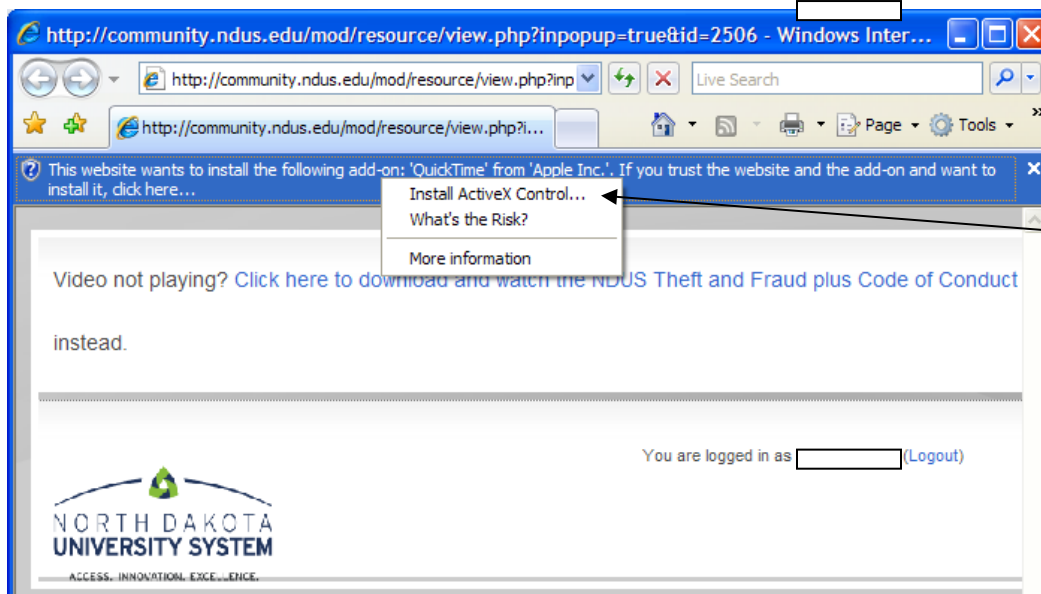 http://community.ndus.edu/mod/resource/view.php?inpopup=true&id=2506 - Windows Inter...
http://community.ndus.edu/mod/resource/view.php?inp
Live Search
http://community.ndus.edu/mod/resource/view.php?i...
Page
Tools
This website wants to install the following add-on: 'QuickTime' from 'Apple Inc.'. If you trust the website and the add-on and want to
install it, click here...
Install ActiveX Control...
What's the Risk?
More information
Video not playing? Click here to download and watch the NDUS Theft and Fraud plus Code of Conduct
instead.
You are logged in as
(Logout)
NORTH DAKOTA
UNIVERSITY SYSTEM
ACCESS. INNOVATION. EXCELLENCE.